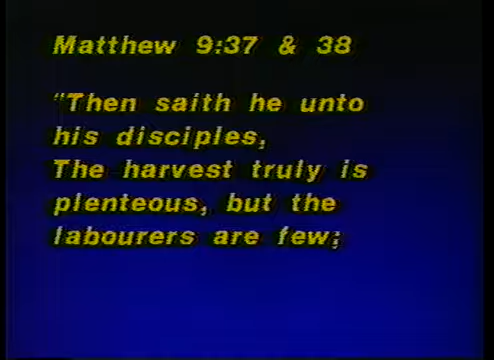 Matthew 9:37 & 38
"Then saith he unto
his disciples,
The harvest truly is
plenteous, but the
labourers are few;